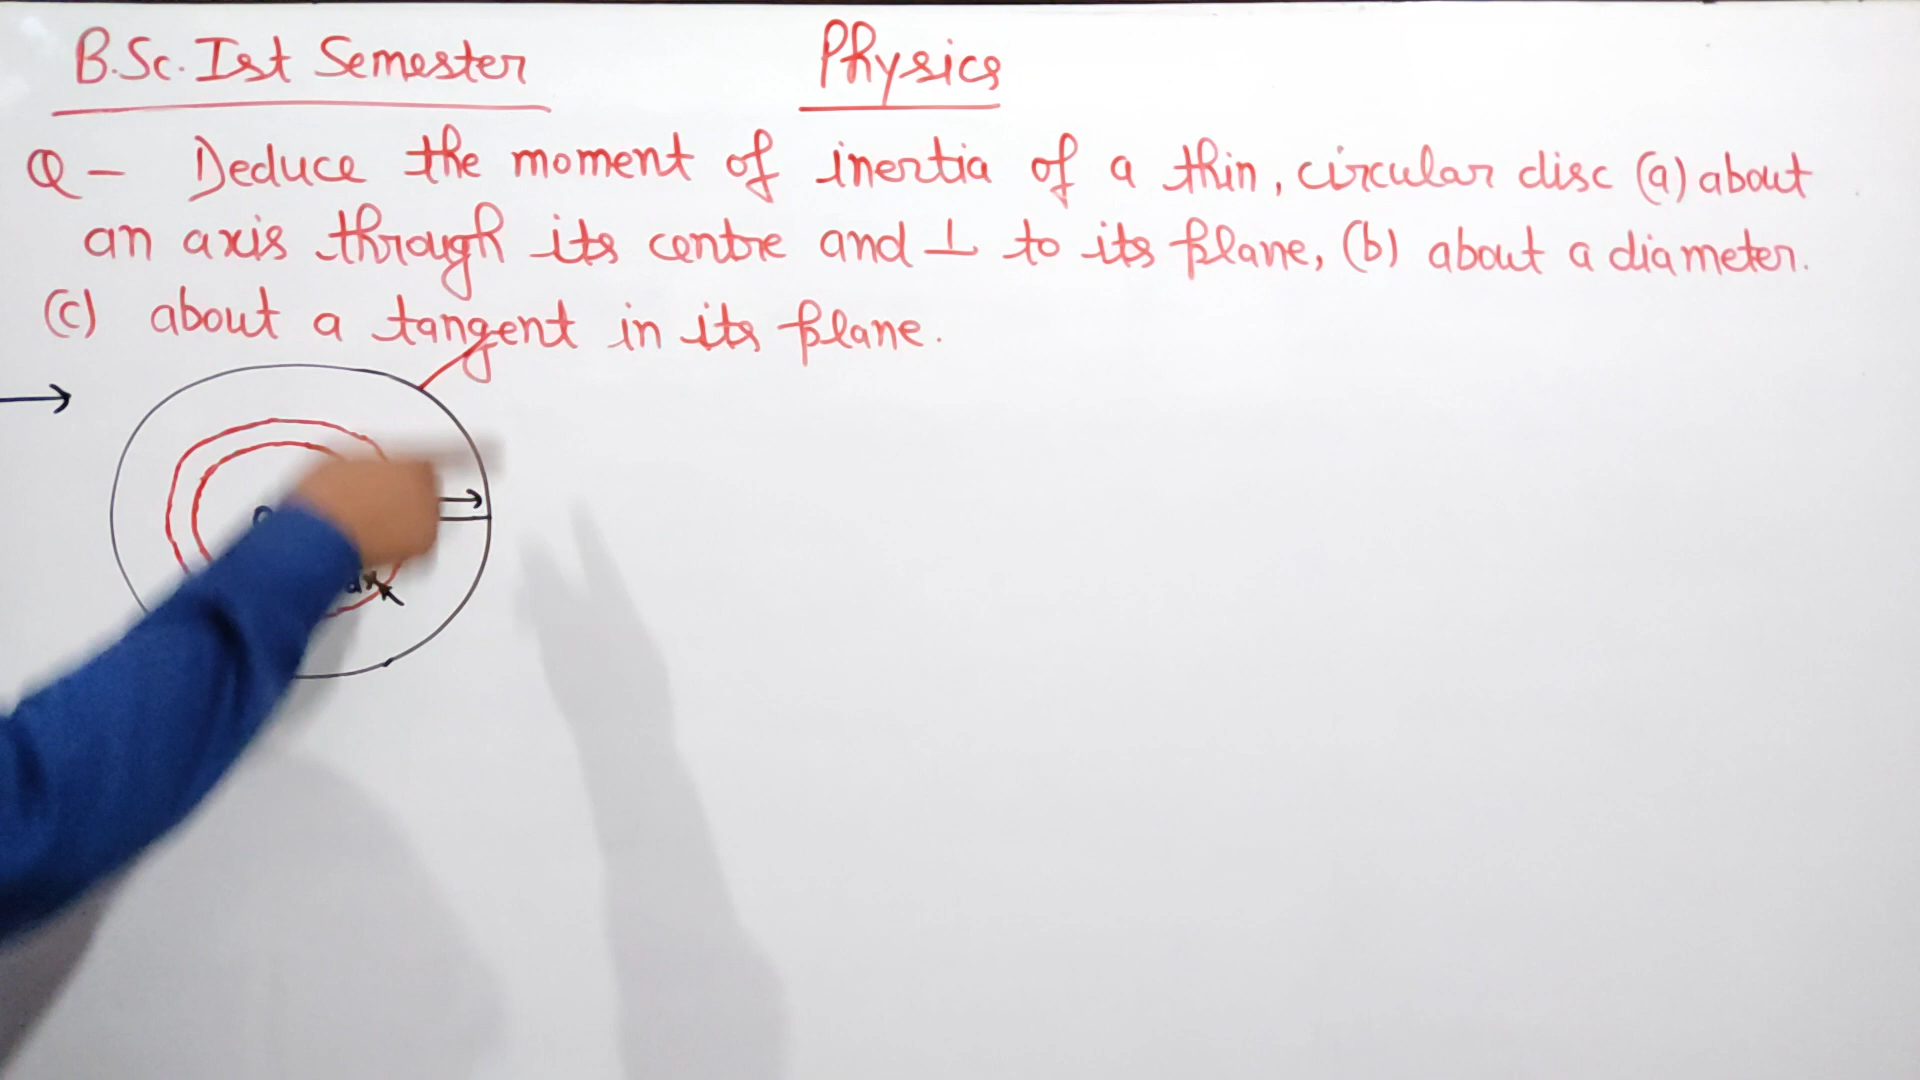 B.Sc. Ist Semester Physics
Q - Deduce the moment of inertia of a thin, circular disc (a) about
an axis through its centre and ⊥ to its plane, (b) about a diameter.
(c) about a tangent in its plane.